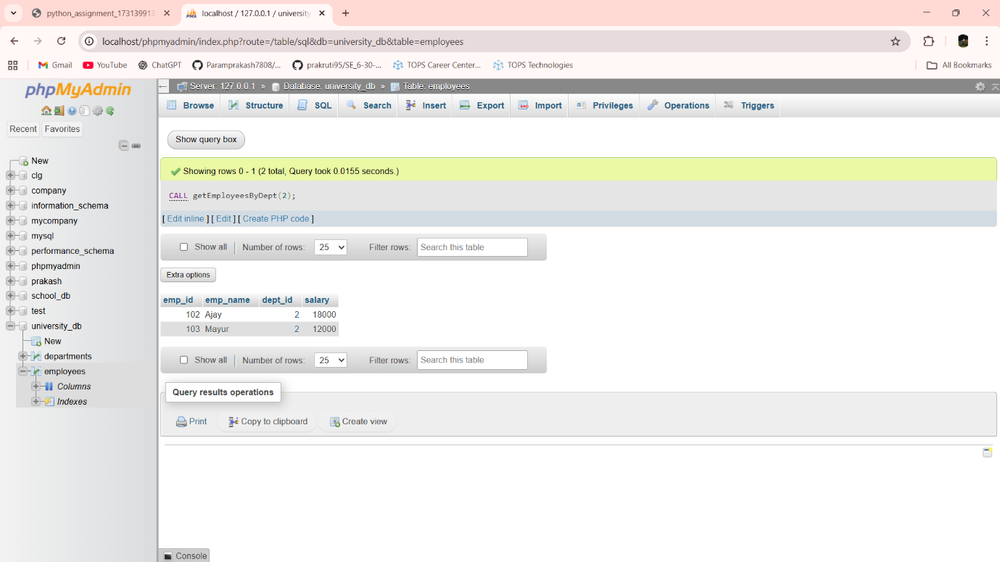 python_assignment_173139913
localhost / 127.0.0.1 / university
localhost/phpmyadmin/index.php?route=/table/sql&db=university_db&table=employees
Gmail YouTube ChatGPT Paramprakash7808/... prakruti95/SE_6-30-... TOPS Career Center... TOPS Technologies All Bookmarks
phpMyAdmin
Recent Favorites
New
clg
company
information_schema
mycompany
mysql
performance_schema
phpmyadmin
prakash
school_db
test
university_db
New
departments
employees
Columns
Indexes
Server: 127.0.0.1 » Database: university_db » Table: employees
Browse Structure SQL Search Insert Export Import Privileges Operations Triggers
Show query box
Showing rows 0 - 1 (2 total, Query took 0.0155 seconds.)
CALL getEmployeesByDept(2);
[ Edit inline ] [ Edit ] [ Create PHP code ]
Show all Number of rows: 25 Filter rows: Search this table
Extra options
emp_id emp_name dept_id salary
102 Ajay 2 18000
103 Mayur 2 12000
Show all Number of rows: 25 Filter rows: Search this table
Query results operations
Print Copy to clipboard Create view
Console